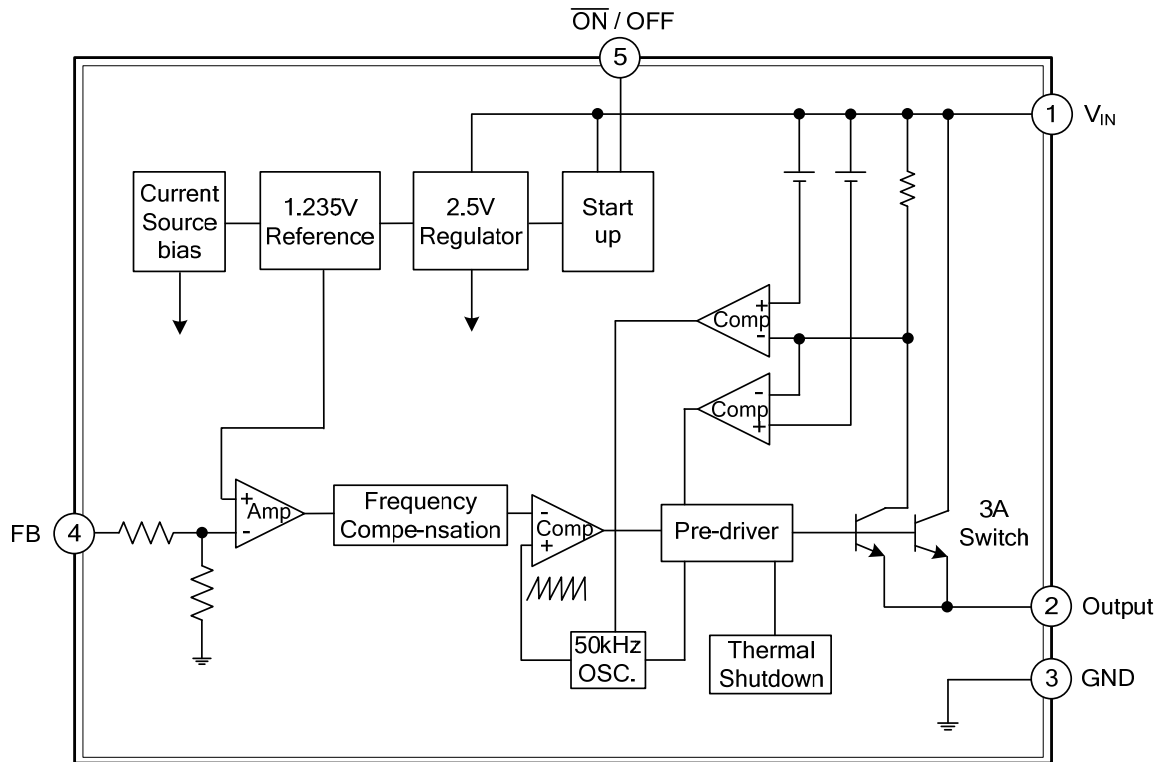 ON / OFF
5
1
VIN
Current
Source
bias
1.235V
Reference
2.5V
Regulator
Start
up
+
Comp
-
-
Comp
+
+
Amp
-
FB
4
Frequency
Compe-nsation
-
Comp
+
Pre-driver
3A
Switch
2
Output
50kHz
OSC.
Thermal
Shutdown
3
GND